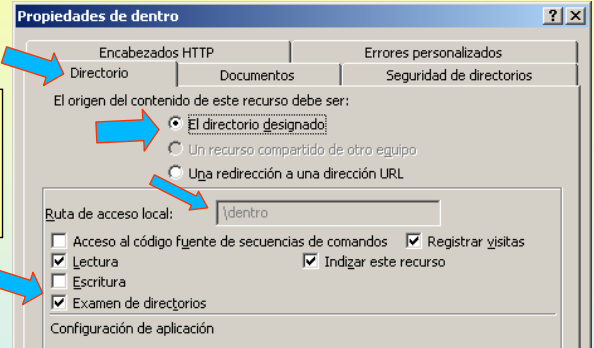 Propiedades de dentro
Encabezados HTTP Errores personalizados
Directorio Documentos Seguridad de directorios
El origen del contenido de este recurso debe ser:
El directorio designado
Un recurso compartido de otro equipo
Una redirección a una dirección URL
Ruta de acceso local: \dentro
Acceso al código fuente de secuencias de comandos Registrar visitas
Lectura Indizar este recurso
Escritura
Examen de directorios
Configuración de aplicación